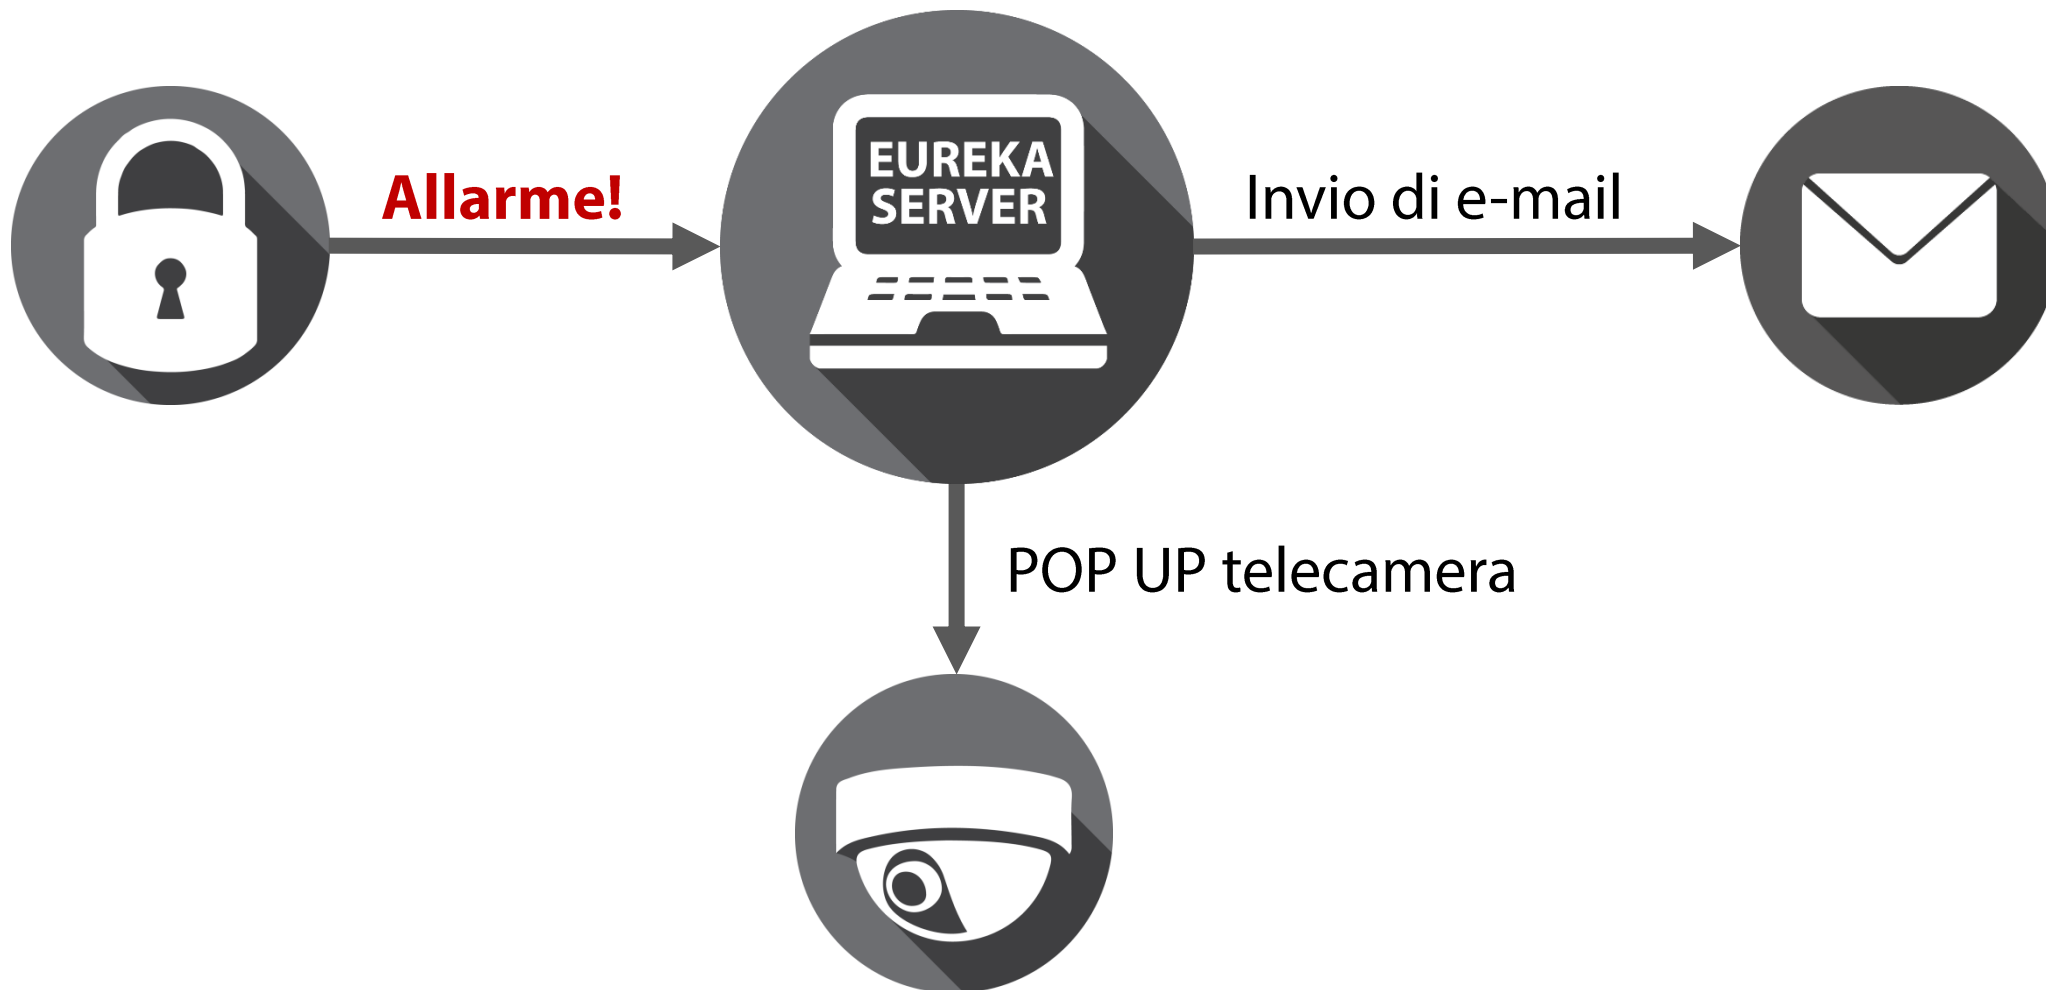 Allarme!
EUREKA
SERVER
Invio di e-mail
POP UP telecamera